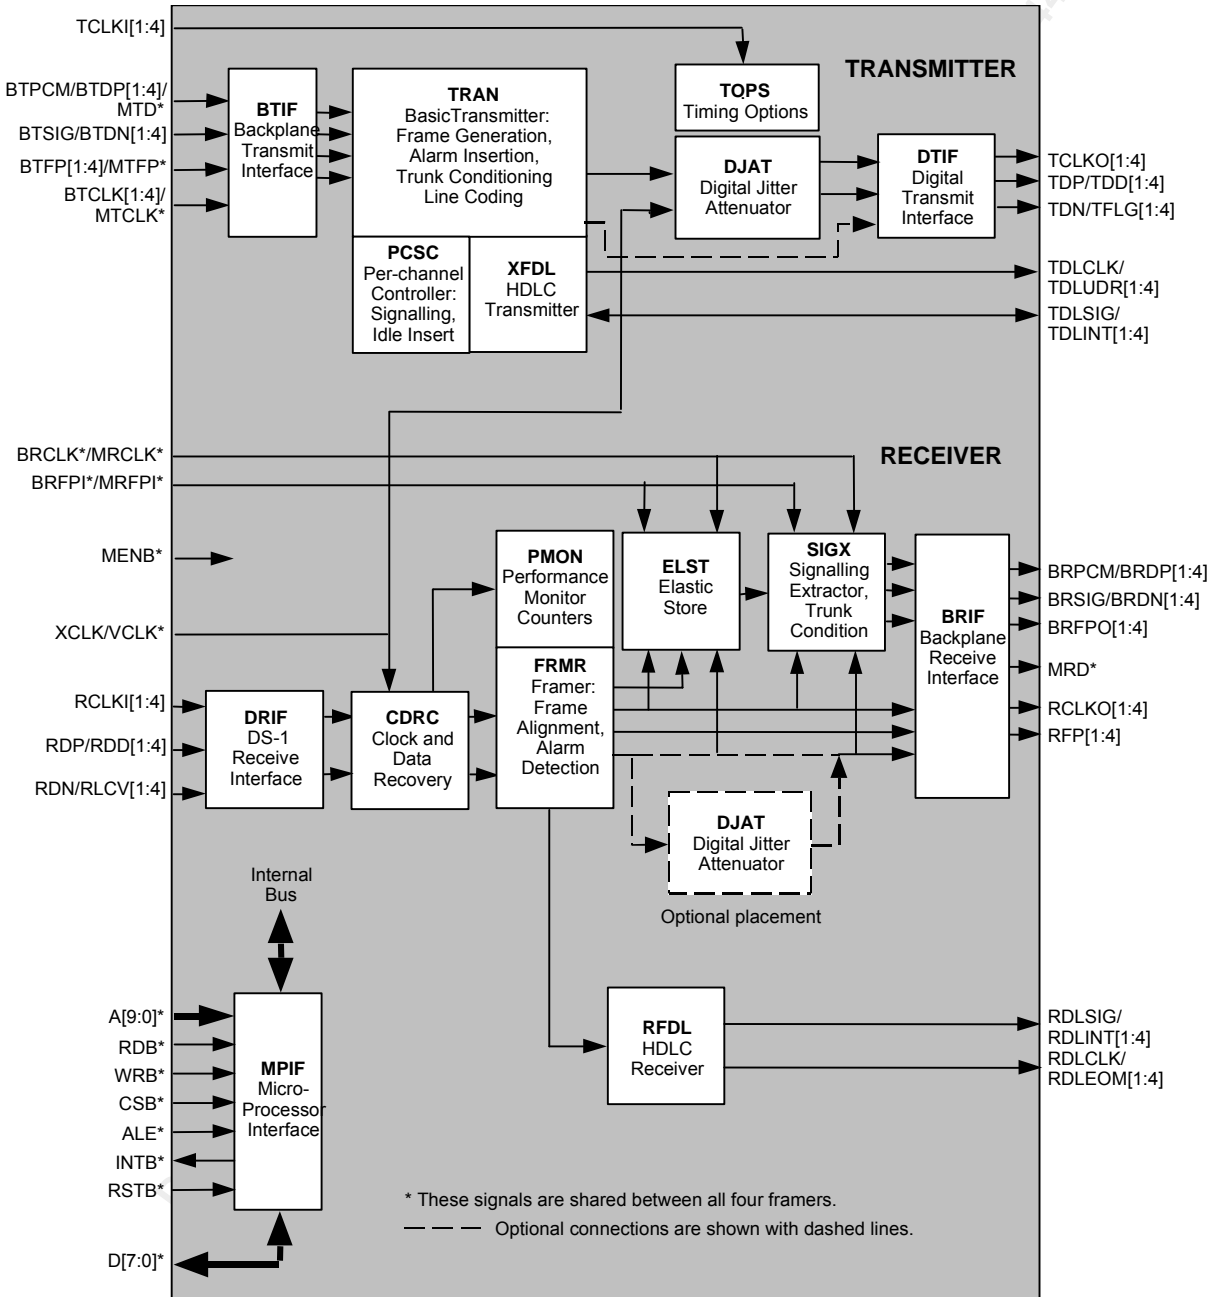 TCLKI[1:4]
TRANSMITTER
BTPCM/BTDP[1:4]/
MTD*
BTSIG/BTDN[1:4]
BTFP[1:4]/MTFP*
BTCLK[1:4]/
MTCLK*
BTIF
Backplane
Transmit
Interface
TRAN
BasicTransmitter:
Frame Generation,
Alarm Insertion,
Trunk Conditioning
Line Coding
PCSC
Per-channel
Controller:
Signalling,
Idle Insert
XFDL
HDLC
Transmitter
TOPS
Timing Options
DJAT
Digital Jitter
Attenuator
DTIF
Digital
Transmit
Interface
TCLKO[1:4]
TDP/TDD[1:4]
TDN/TFLG[1:4]
TDLCLK/
TDLUDR[1:4]
TDLSIG/
TDLINT[1:4]
RECEIVER
BRCLK*/MRCLK*
BRFPI*/MRFPI*
MENB*
XCLK/VCLK*
RCLKI[1:4]
RDP/RDD[1:4]
RDN/RLCV[1:4]
DRIF
DS-1
Receive
Interface
CDRC
Clock and
Data
Recovery
PMON
Performance
Monitor
Counters
FRMR
Framer:
Frame
Alignment,
Alarm
Detection
ELST
Elastic
Store
SIGX
Signalling
Extractor,
Trunk
Condition
BRIF
Backplane
Receive
Interface
BRPCM/BRDP[1:4]
BRSIG/BRDN[1:4]
BRFPO[1:4]
MRD*
RCLKO[1:4]
RFP[1:4]
DJAT
Digital Jitter
Attenuator
Optional placement
Internal
Bus
A[9:0]*
RDB*
WRB*
CSB*
ALE*
INTB*
RSTB*
D[7:0]*
MPIF
Micro-
Processor
Interface
RFDL
HDLC
Receiver
RDLSIG/
RDLINT[1:4]
RDLCLK/
RDLEOM[1:4]
* These signals are shared between all four framers.
Optional connections are shown with dashed lines.